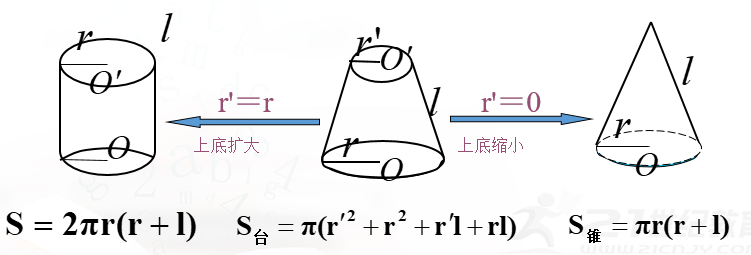 r l
O'
O
r'=r
上底扩大
r' O'
l
r
O
r'=0
上底缩小
l
r
O
S = 2πr(r + l)
S台 = π(r'² + r² + r'l + rl)
S锥 = πr(r + l)